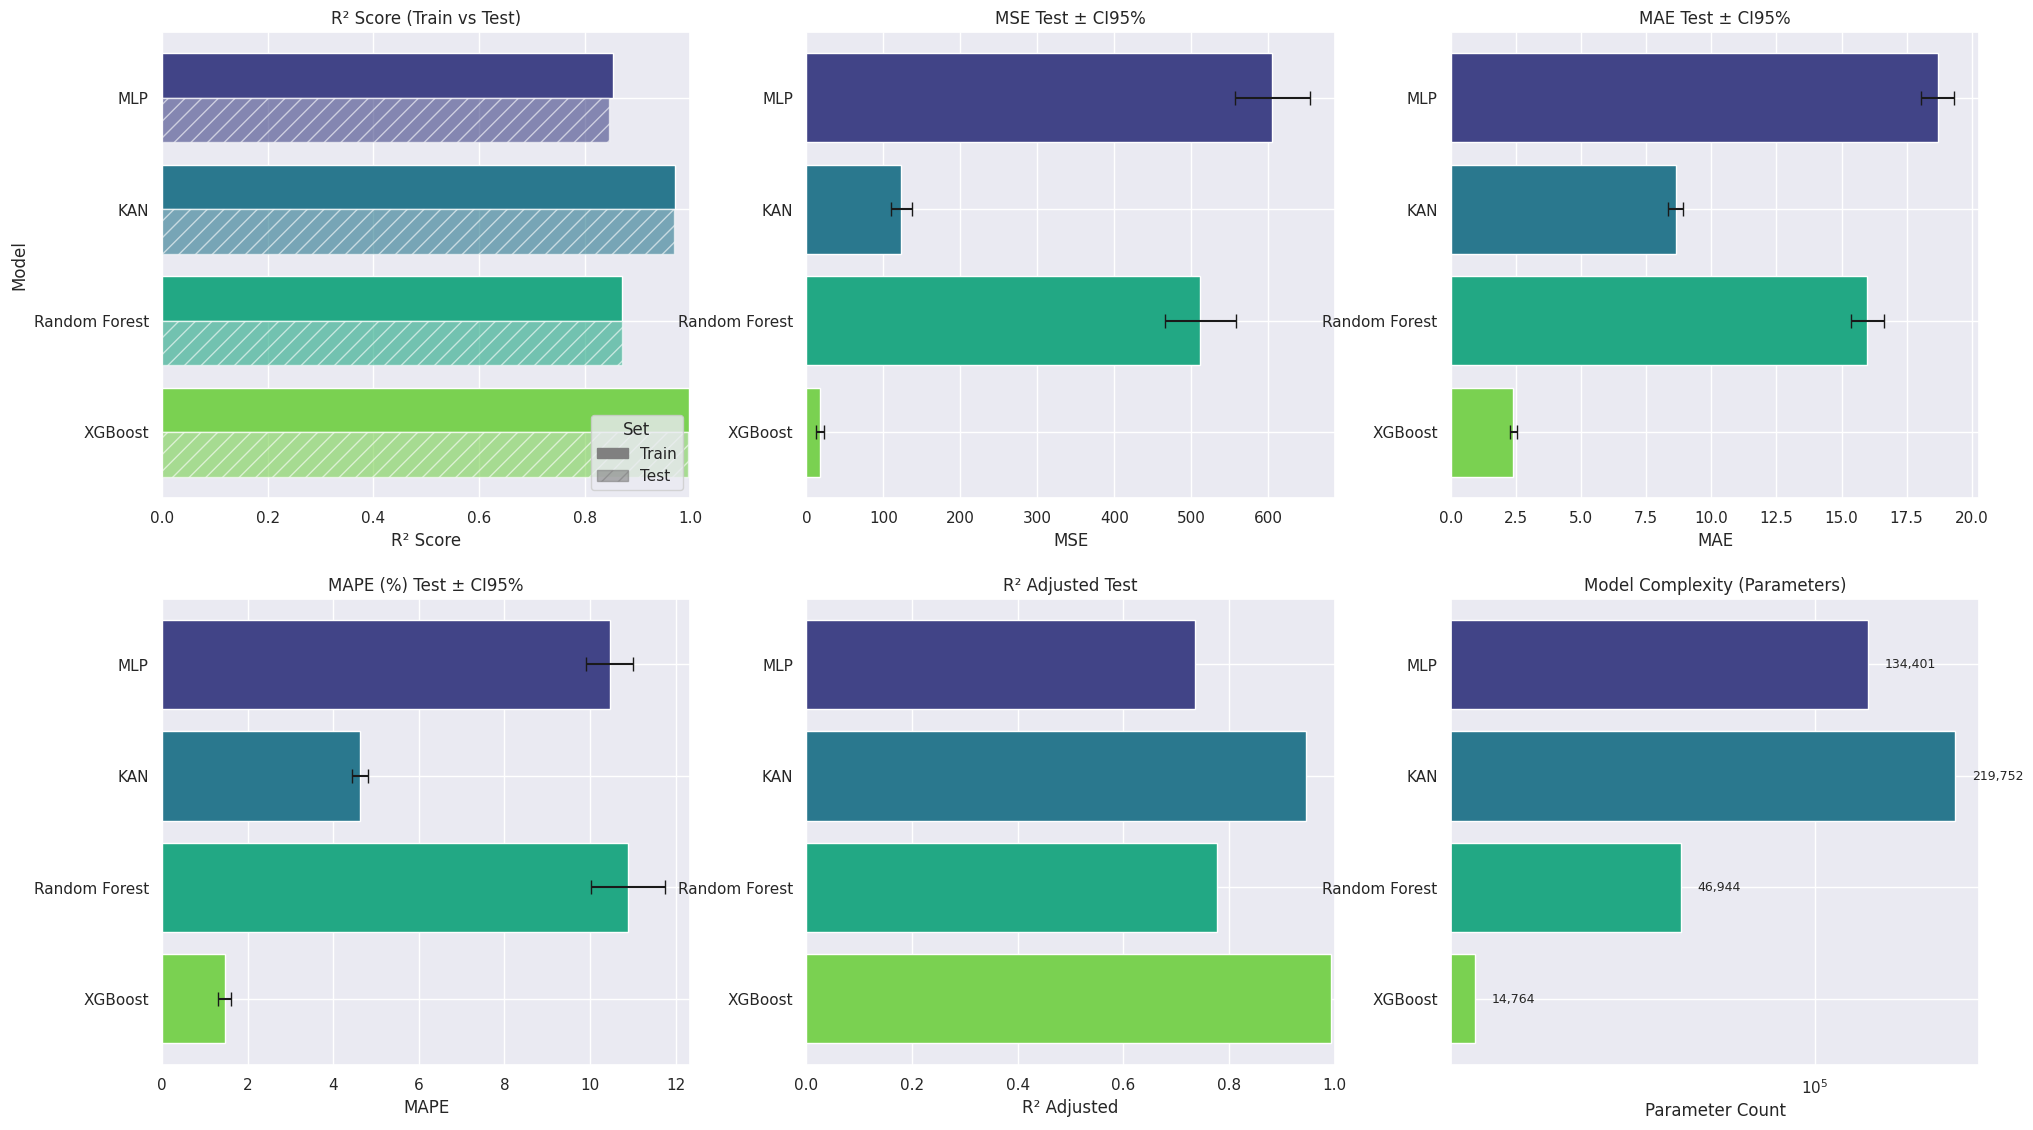 R² Score (Train vs Test)
MLP
KAN
Random Forest
XGBoost
Model
Set
Train
Test
0.0 0.2 0.4 0.6 0.8 1.0
R² Score
MSE Test ± CI95%
MLP
KAN
Random Forest
XGBoost
0 100 200 300 400 500 600
MSE
MAE Test ± CI95%
MLP
KAN
Random Forest
XGBoost
0.0 2.5 5.0 7.5 10.0 12.5 15.0 17.5 20.0
MAE
MAPE (%) Test ± CI95%
MLP
KAN
Random Forest
XGBoost
0 2 4 6 8 10 12
MAPE
R² Adjusted Test
MLP
KAN
Random Forest
XGBoost
0.0 0.2 0.4 0.6 0.8 1.0
R² Adjusted
Model Complexity (Parameters)
MLP 134,401
KAN 219,752
Random Forest 46,944
XGBoost 14,764
10⁵
Parameter Count